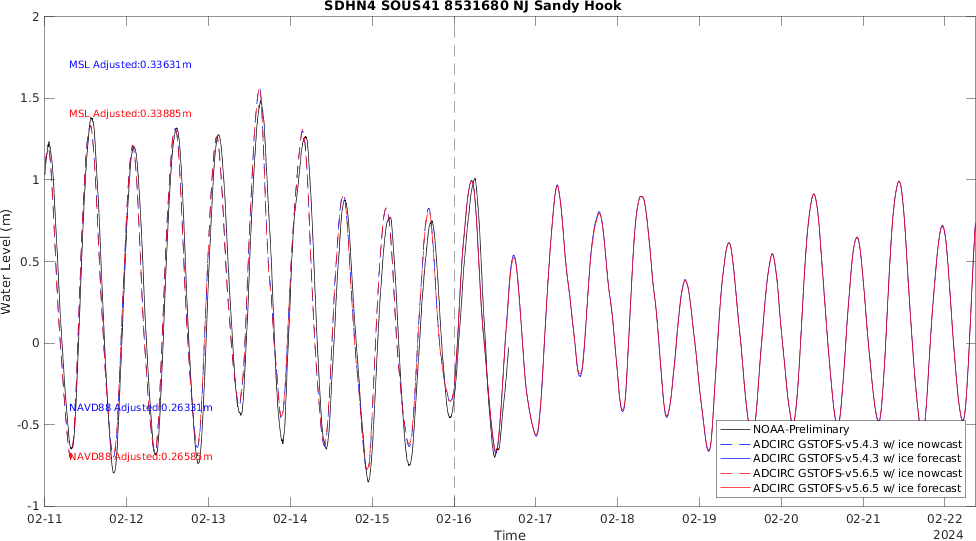 SDHN4 SOUS41 8531680 NJ Sandy Hook
2
1.5
1
0.5
0
-0.5
-1
Water Level (m)
MSL Adjusted:0.33631m
MSL Adjusted:0.33885m
NAVD88 Adjusted:0.26331m
NAVD88 Adjusted:0.26585m
NOAA-Preliminary
ADCIRC GSTOFS-v5.4.3 w/ ice nowcast
ADCIRC GSTOFS-v5.4.3 w/ ice forecast
ADCIRC GSTOFS-v5.6.5 w/ ice nowcast
ADCIRC GSTOFS-v5.6.5 w/ ice forecast
02-11 02-12 02-13 02-14 02-15 02-16 02-17 02-18 02-19 02-20 02-21 02-22
Time
2024